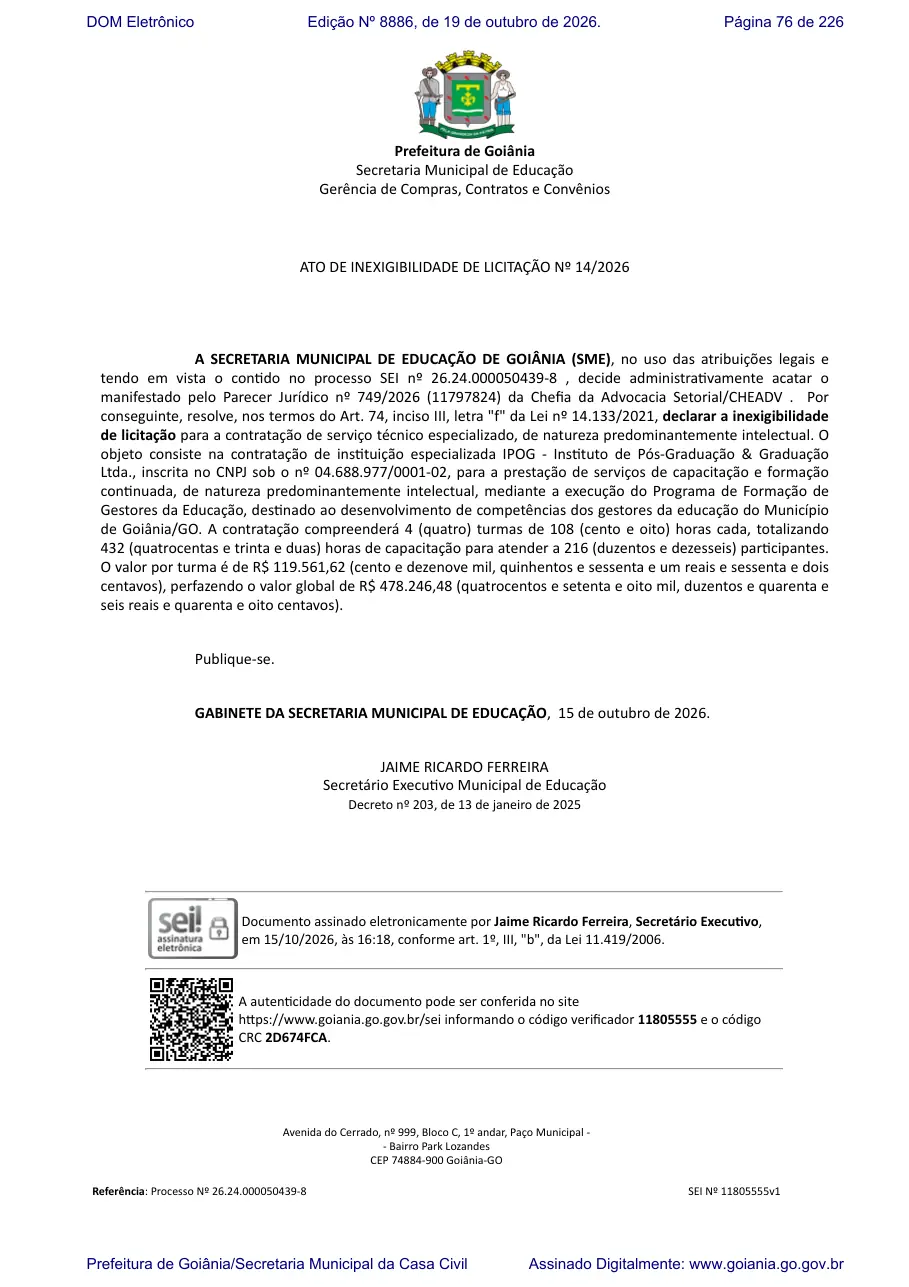 DOM Eletrônico Edição Nº 8886, de 19 de outubro de 2026. Página 76 de 226
Prefeitura de Goiânia
Secretaria Municipal de Educação
Gerência de Compras, Contratos e Convênios
ATO DE INEXIGIBILIDADE DE LICITAÇÃO Nº 14/2026
A SECRETARIA MUNICIPAL DE EDUCAÇÃO DE GOIÂNIA (SME), no uso das atribuições legais e
tendo em vista o contido no processo SEI nº 26.24.000050439-8 , decide administrativamente acatar o
manifestado pelo Parecer Jurídico nº 749/2026 (11797824) da Chefia da Advocacia Setorial/CHEADV . Por
conseguinte, resolve, nos termos do Art. 74, inciso III, letra "f" da Lei nº 14.133/2021, declarar a inexigibilidade
de licitação para a contratação de serviço técnico especializado, de natureza predominantemente intelectual. O
objeto consiste na contratação de instituição especializada IPOG - Instituto de Pós-Graduação & Graduação
Ltda., inscrita no CNPJ sob o nº 04.688.977/0001-02, para a prestação de serviços de capacitação e formação
continuada, de natureza predominantemente intelectual, mediante a execução do Programa de Formação de
Gestores da Educação, destinado ao desenvolvimento de competências dos gestores da educação do Município
de Goiânia/GO. A contratação compreenderá 4 (quatro) turmas de 108 (cento e oito) horas cada, totalizando
432 (quatrocentas e trinta e duas) horas de capacitação para atender a 216 (duzentos e dezesseis) participantes.
O valor por turma é de R$ 119.561,62 (cento e dezenove mil, quinhentos e sessenta e um reais e sessenta e dois
centavos), perfazendo o valor global de R$ 478.246,48 (quatrocentos e setenta e oito mil, duzentos e quarenta e
seis reais e quarenta e oito centavos).
Publique-se.
GABINETE DA SECRETARIA MUNICIPAL DE EDUCAÇÃO, 15 de outubro de 2026.
JAIME RICARDO FERREIRA
Secretário Executivo Municipal de Educação
Decreto nº 203, de 13 de janeiro de 2025
sei!
assinatura
eletrônica
Documento assinado eletronicamente por Jaime Ricardo Ferreira, Secretário Executivo,
em 15/10/2026, às 16:18, conforme art. 1º, III, "b", da Lei 11.419/2006.
A autenticidade do documento pode ser conferida no site
https://www.goiania.go.gov.br/sei informando o código verificador 11805555 e o código
CRC 2D674FCA.
Avenida do Cerrado, nº 999, Bloco C, 1º andar, Paço Municipal -
- Bairro Park Lozandes
CEP 74884-900 Goiânia-GO
Referência: Processo Nº 26.24.000050439-8 SEI Nº 11805555v1
Prefeitura de Goiânia/Secretaria Municipal da Casa Civil Assinado Digitalmente: www.goiania.go.gov.br